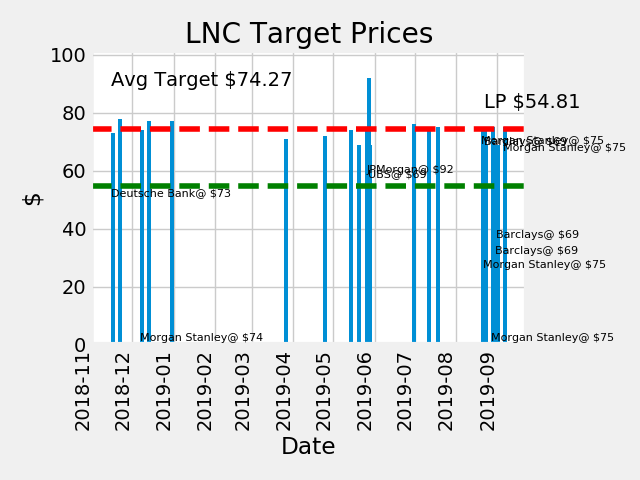 LNC Target Prices
100
80
60
40
20
0
$
Avg Target $74.27
LP $54.81
Morgan Stanley@ $75
Barclays@ $69
Morgan Stanley@ $75
JPMorgan@ $92
UBS@ $69
Deutsche Bank@ $73
Barclays@ $69
Barclays@ $69
Morgan Stanley@ $75
Morgan Stanley@ $74
Morgan Stanley@ $75
2018-11
2018-12
2019-01
2019-02
2019-03
2019-04
2019-05
2019-06
2019-07
2019-08
2019-09
Date